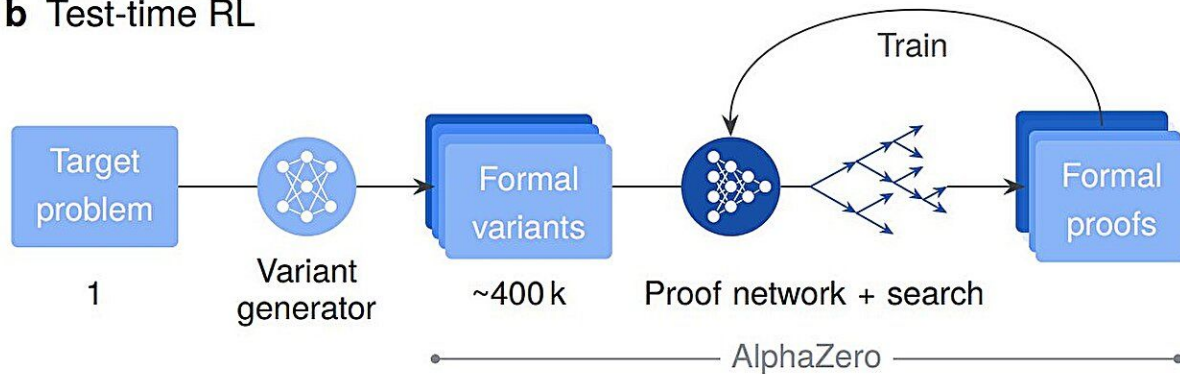 b Test-time RL
Train
Target
problem
Formal
variants
Formal
proofs
1
Variant
generator
~400 k
Proof network + search
AlphaZero